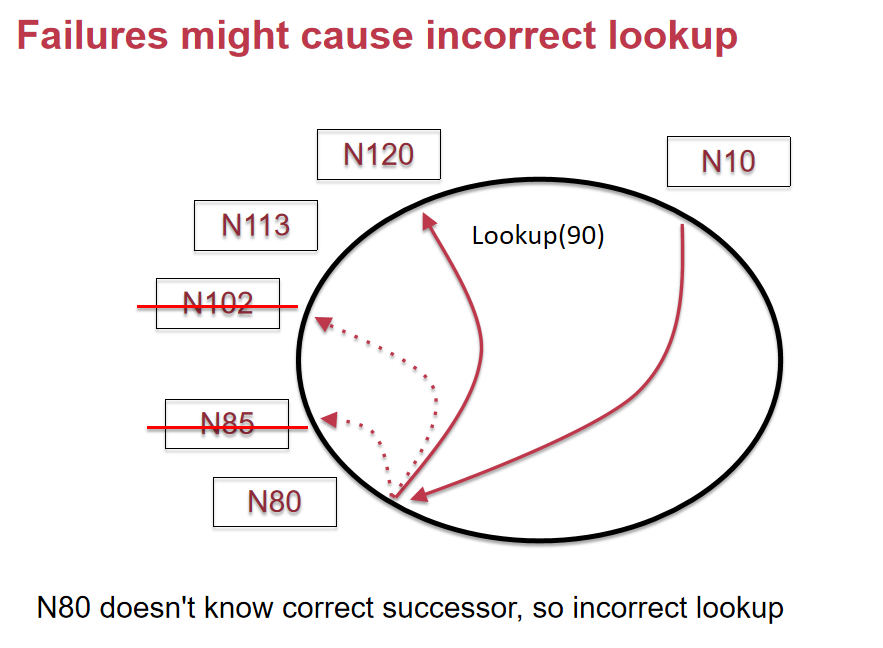 Failures might cause incorrect lookup
N120
N10
N113
Lookup(90)
N102
N85
N80
N80 doesn't know correct successor, so incorrect lookup